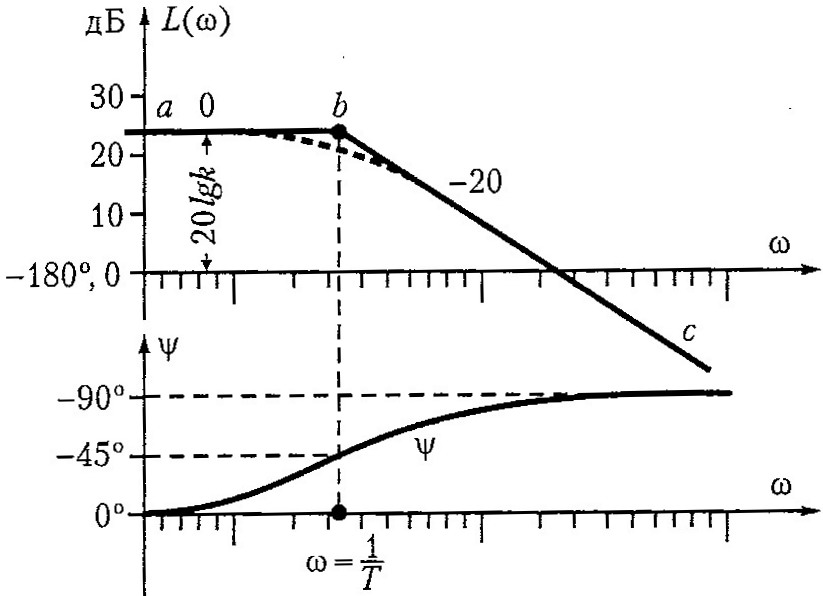 дБ L(ω)
30 a 0 b
20
10
20 lgk
−20
ω
−180°, 0
c
ψ
−90°
−45°
ψ
0°
ω
ω = 1/T